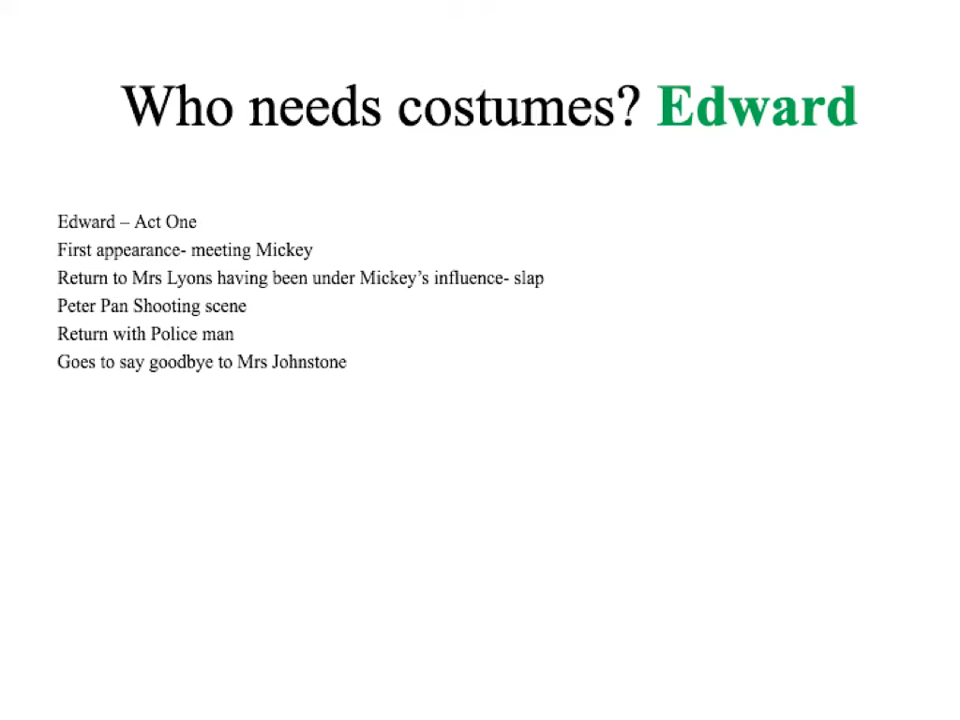 Who needs costumes? Edward
Edward – Act One
First appearance- meeting Mickey
Return to Mrs Lyons having been under Mickey’s influence- slap
Peter Pan Shooting scene
Return with Police man
Goes to say goodbye to Mrs Johnstone